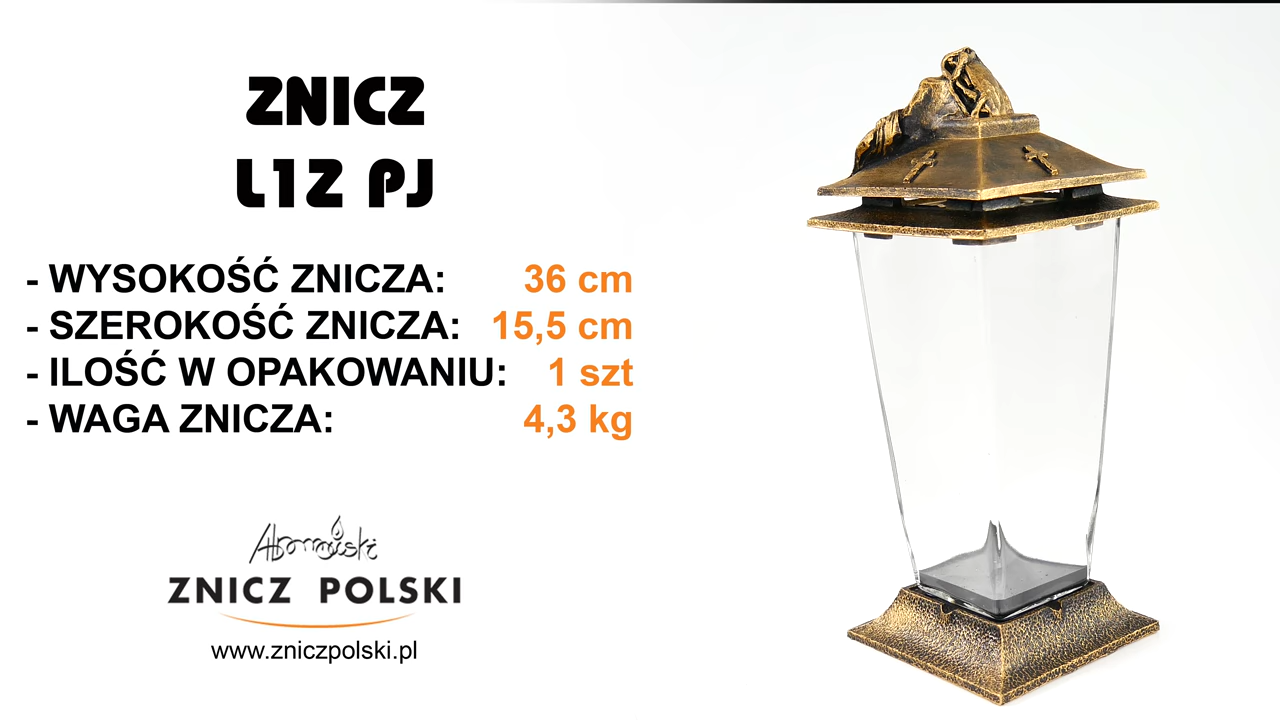 ZNICZ
L1Z PJ
- WYSOKOŚĆ ZNICZA: 36 cm
- SZEROKOŚĆ ZNICZA: 15,5 cm
- ILOŚĆ W OPAKOWANIU: 1 szt
- WAGA ZNICZA: 4,3 kg
ZNICZ POLSKI
www.zniczpolski.pl